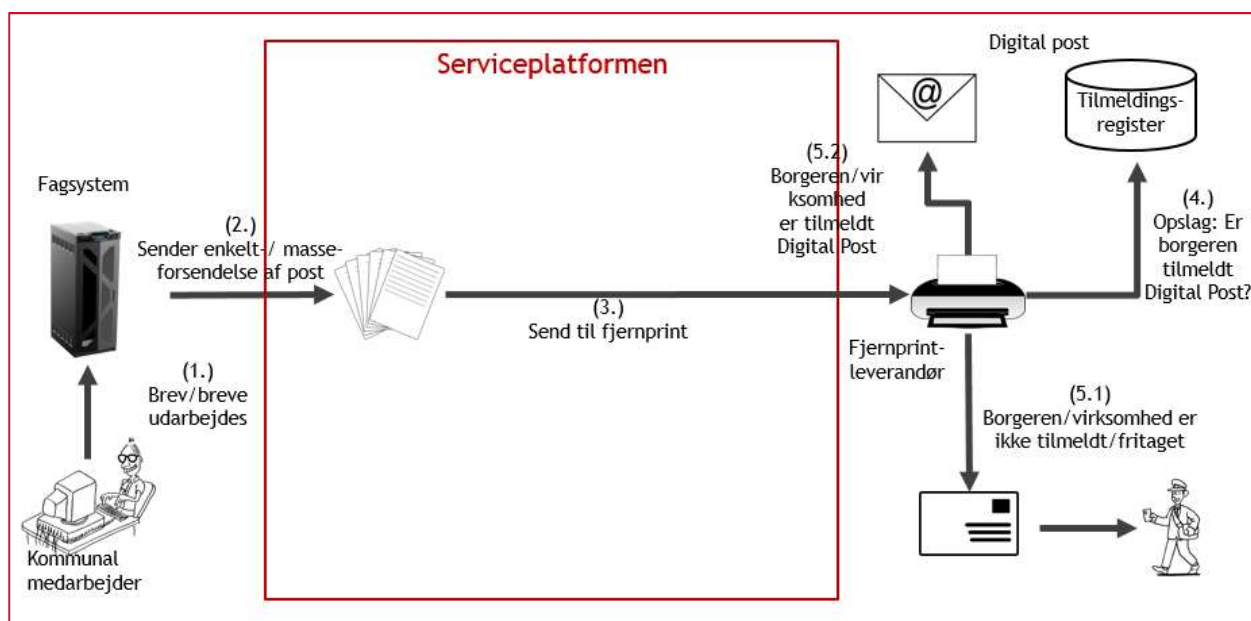 Serviceplatformen
Digital post
Tilmeldings-
register
Fagsystem
(1.)
Brev/breve
udarbejdes
Kommunal
medarbejder
(2.)
Sender enkelt-/ masse-
forsendelse af post
(3.)
Send til fjernprint
Fjernprint-
leverandør
(4.)
Opslag: Er
borgeren
tilmeldt
Digital Post?
(5.1)
Borgeren/virksomhed er
ikke tilmeldt/fritaget
(5.2)
Borgeren/vir
ksomhed
er tilmeldt
Digital Post
@